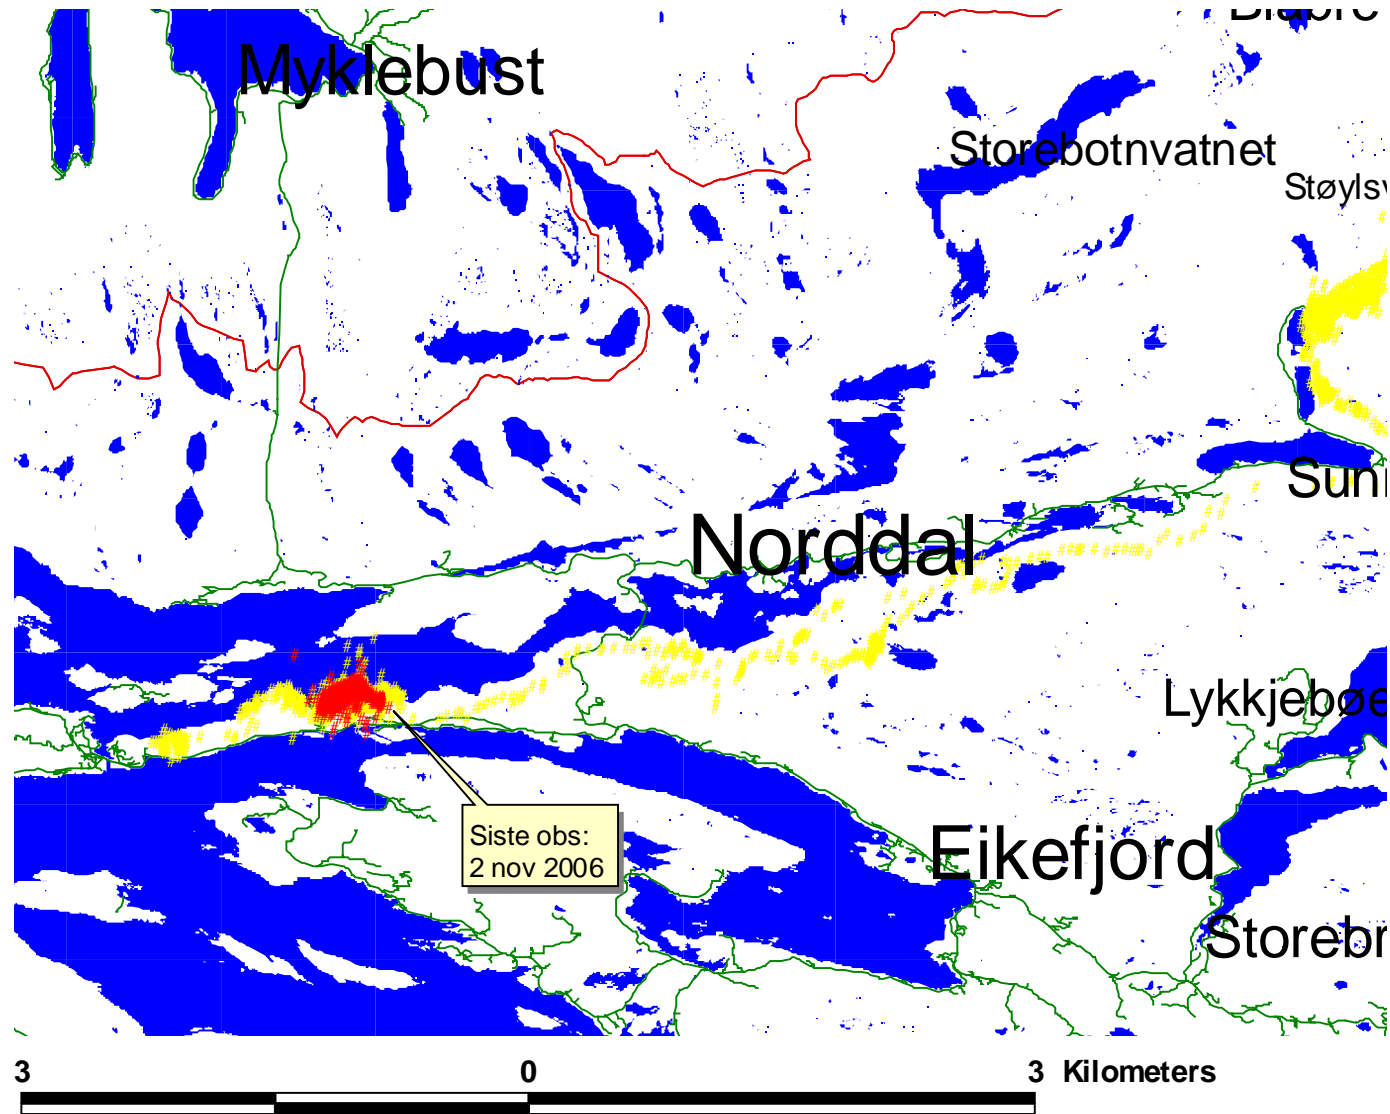 Myklebust
Storebotnvatnet
Norddal
Lykkjebøe
Siste obs:
2 nov 2006
Eikefjord
3 0 3 Kilometers